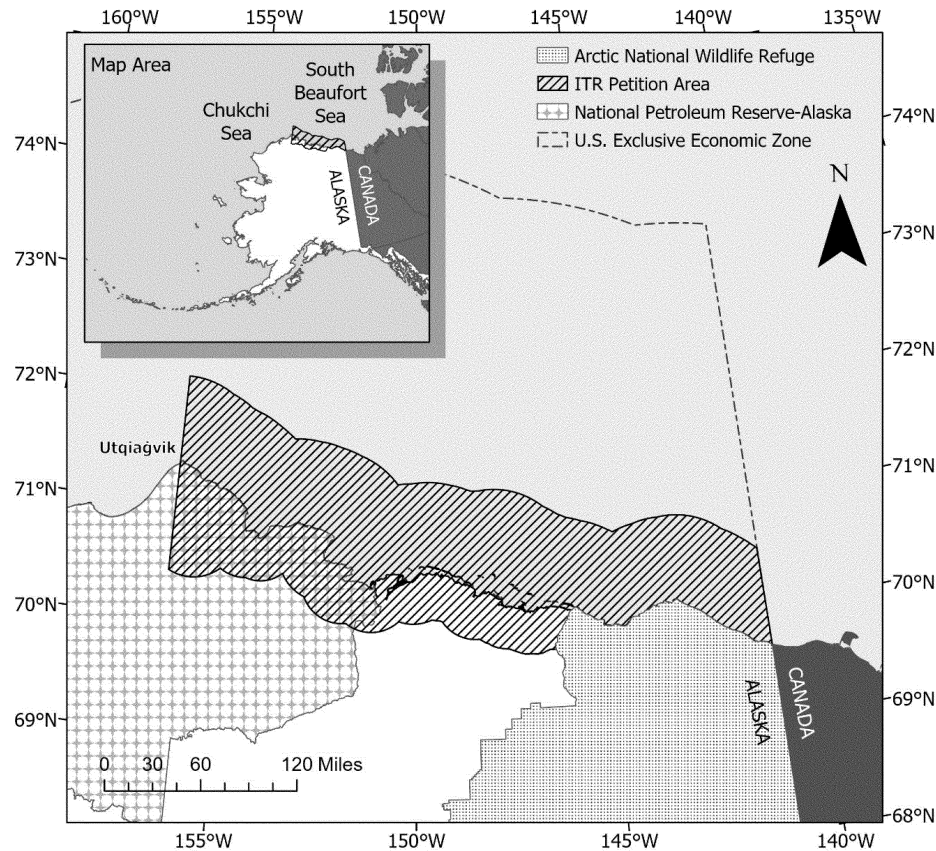 160°W
155°W
150°W
145°W
140°W
135°W
Map Area
Chukchi
Sea
South
Beaufort
Sea
ALASKA
CANADA
Arctic National Wildlife Refuge
ITR Petition Area
National Petroleum Reserve-Alaska
U.S. Exclusive Economic Zone
N
74°N
73°N
72°N
71°N
70°N
69°N
74°N
73°N
72°N
71°N
70°N
69°N
68°N
Utqiaġvik
ALASKA
CANADA
0 30 60 120 Miles
155°W
150°W
145°W
140°W